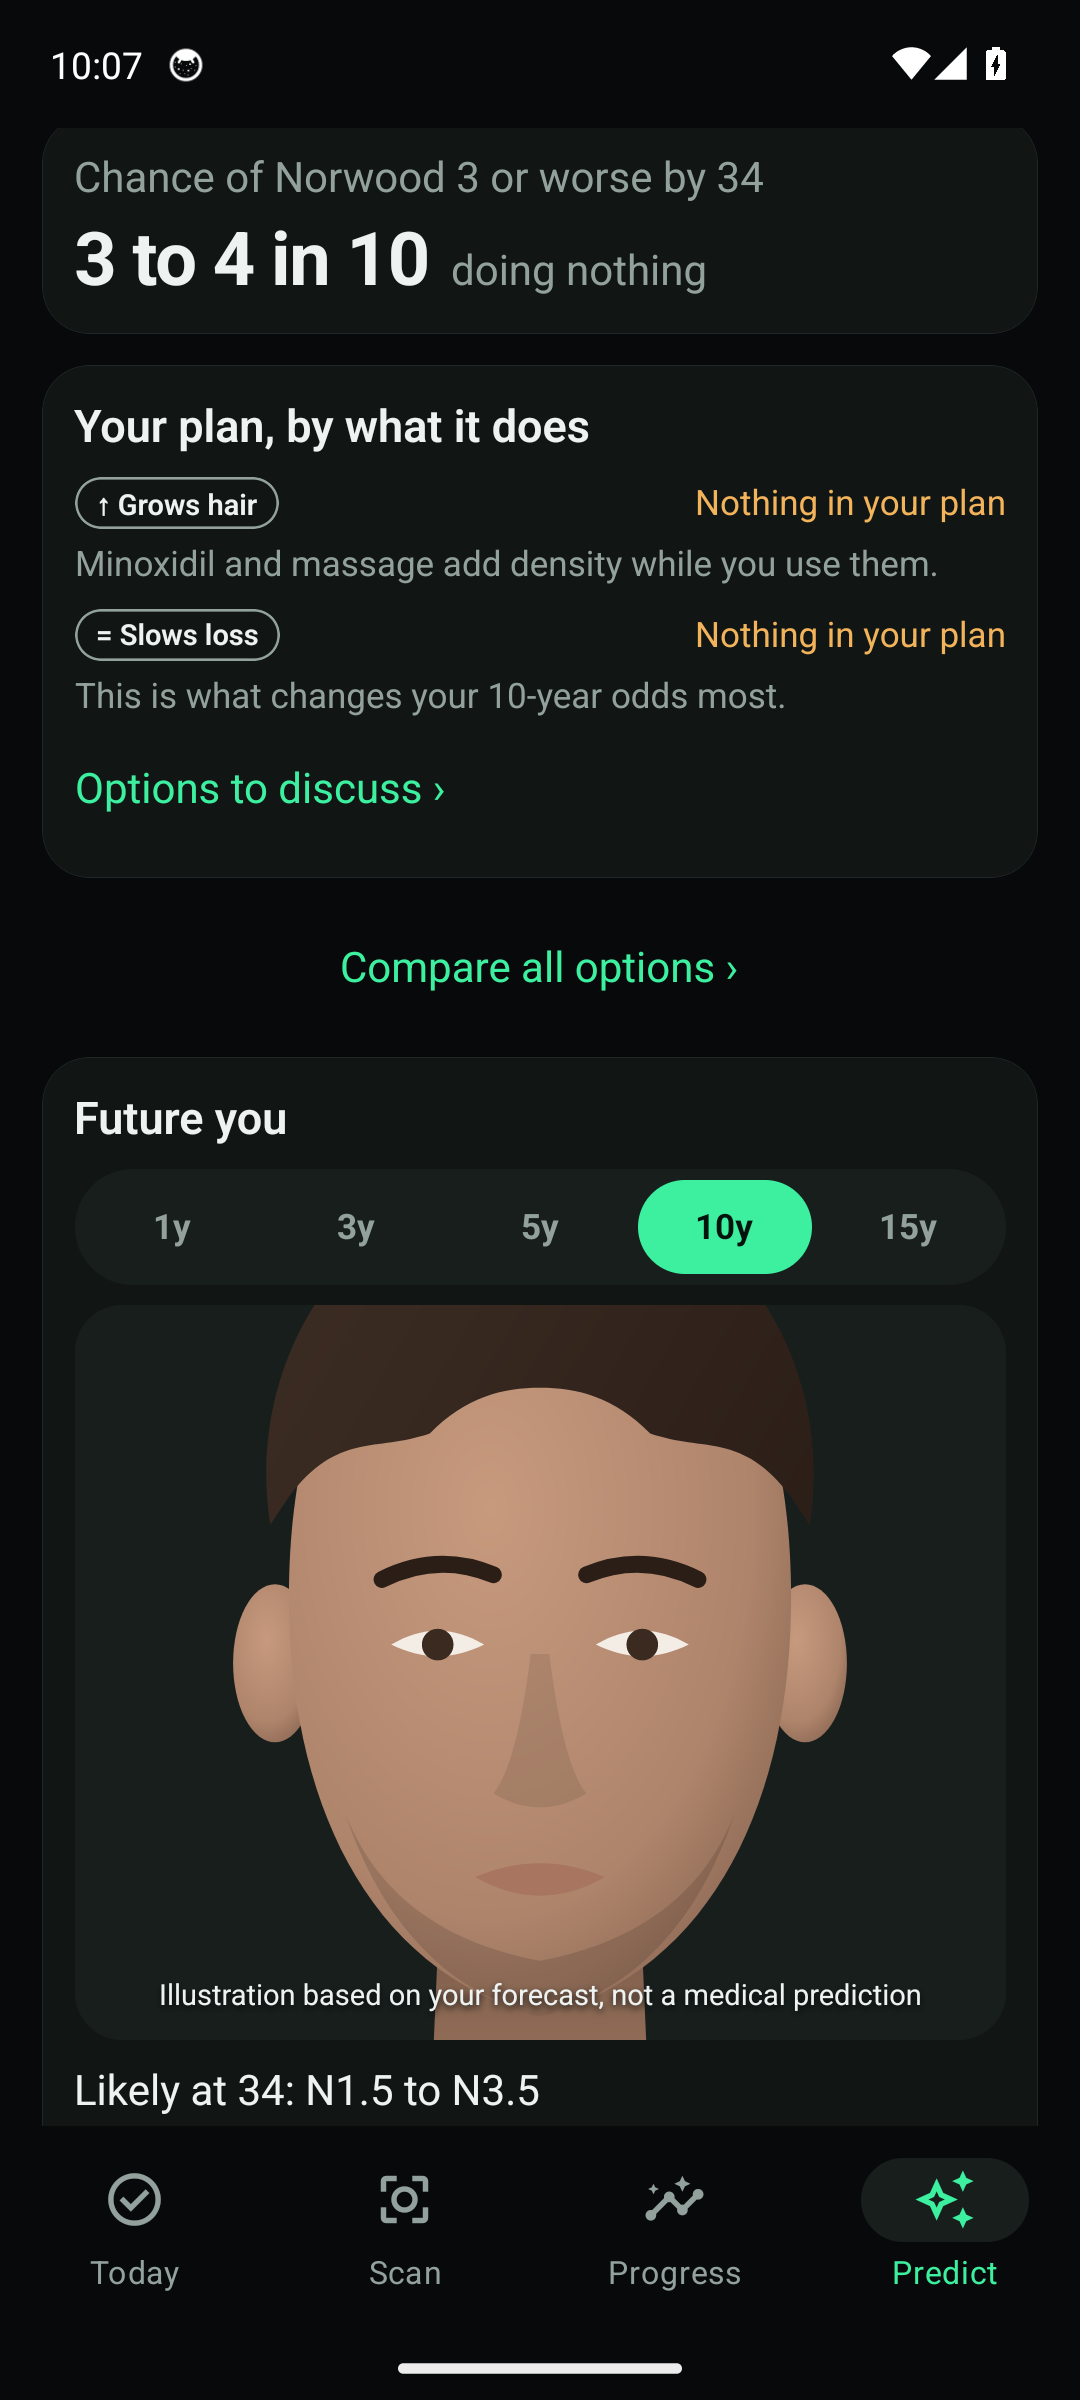 10:07
Chance of Norwood 3 or worse by 34
3 to 4 in 10 doing nothing
Your plan, by what it does
↑ Grows hair Nothing in your plan
Minoxidil and massage add density while you use them.
= Slows loss Nothing in your plan
This is what changes your 10-year odds most.
Options to discuss ›
Compare all options ›
Future you
1y 3y 5y 10y 15y
Illustration based on your forecast, not a medical prediction
Likely at 34: N1.5 to N3.5
Today Scan Progress Predict